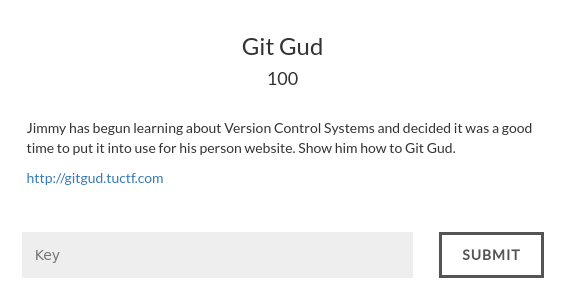 Git Gud
100
Jimmy has begun learning about Version Control Systems and decided it was a good
time to put it into use for his person website. Show him how to Git Gud.
http://gitgud.tuctf.com
Key
SUBMIT